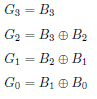 G₃ = B₃
G₂ = B₃ ⊕ B₂
G₁ = B₂ ⊕ B₁
G₀ = B₁ ⊕ B₀